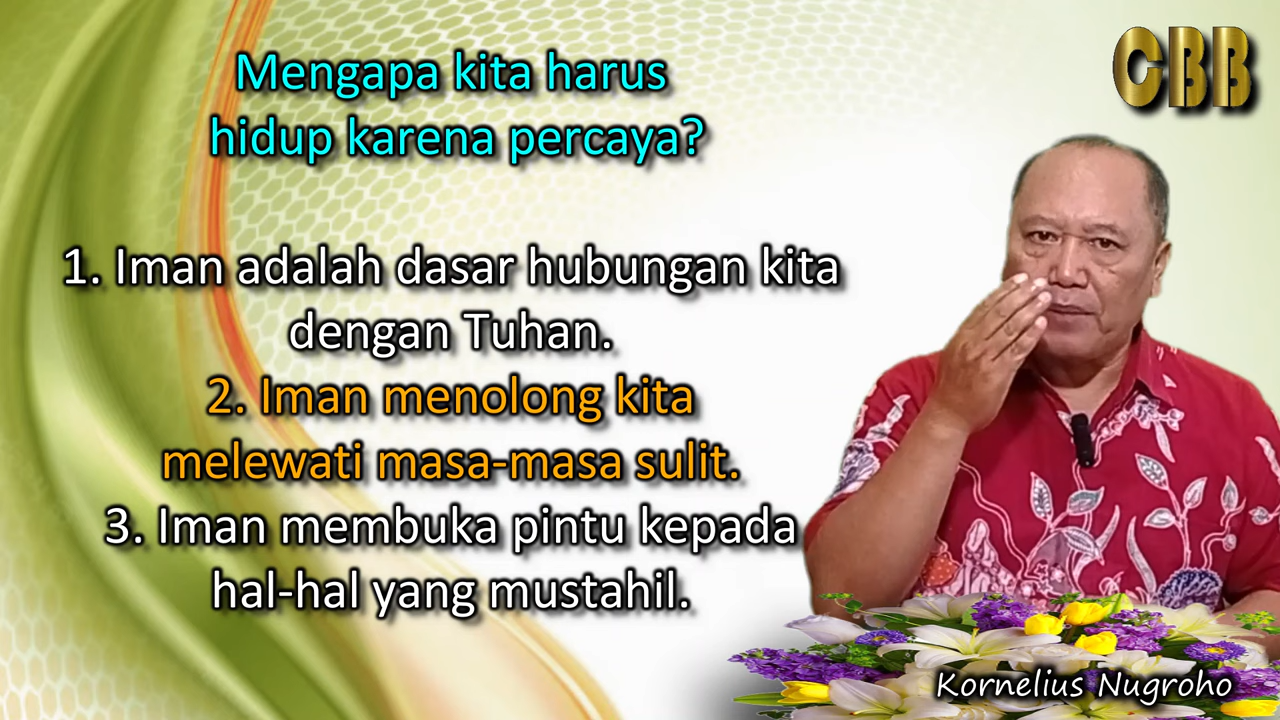 CBB
Mengapa kita harus
hidup karena percaya?
1. Iman adalah dasar hubungan kita
dengan Tuhan.
2. Iman menolong kita
melewati masa-masa sulit.
3. Iman membuka pintu kepada
hal-hal yang mustahil.
Kornelius Nugroho